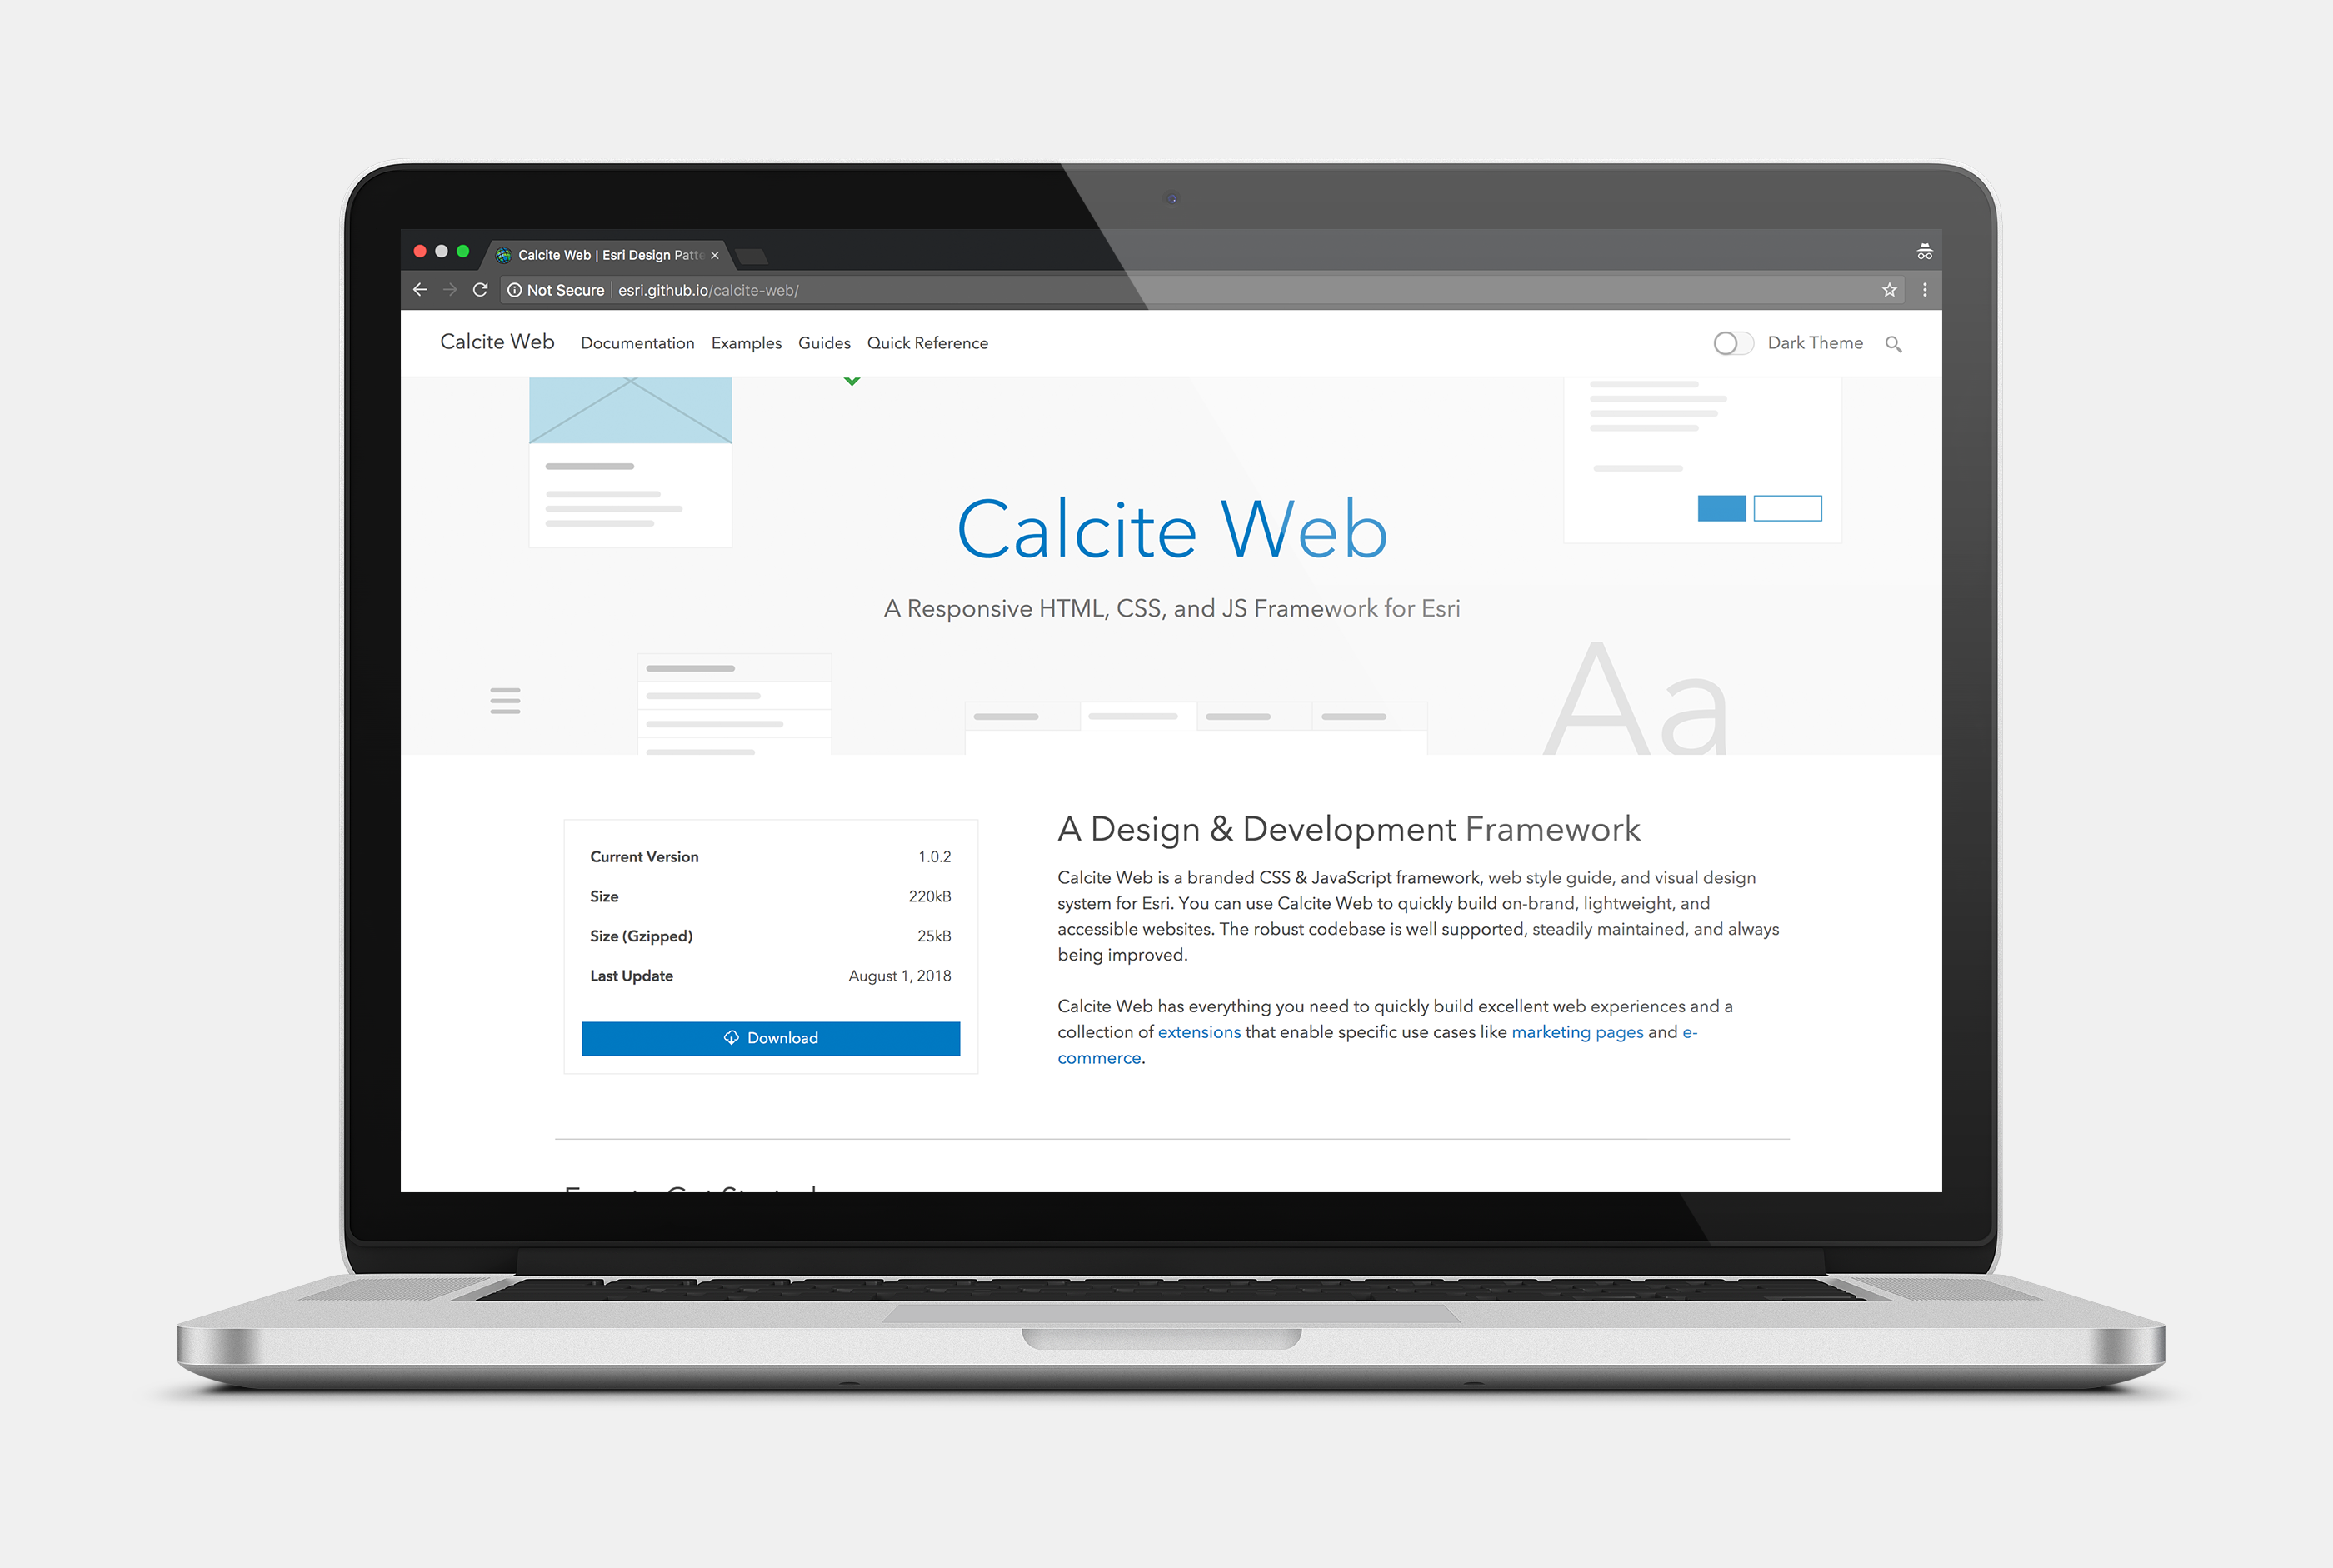 Calcite Web | Esri Design Patte
Not Secure esri.github.io/calcite-web/
Calcite Web Documentation Examples Guides Quick Reference Dark Theme
Calcite Web
A Responsive HTML, CSS, and JS Framework for Esri
Aa
Current Version 1.0.2
Size 220kB
Size (Gzipped) 25kB
Last Update August 1, 2018
Download
A Design & Development Framework
Calcite Web is a branded CSS & JavaScript framework, web style guide, and visual design
system for Esri. You can use Calcite Web to quickly build on-brand, lightweight, and
accessible websites. The robust codebase is well supported, steadily maintained, and always
being improved.
Calcite Web has everything you need to quickly build excellent web experiences and a
collection of extensions that enable specific use cases like marketing pages and e-
commerce.